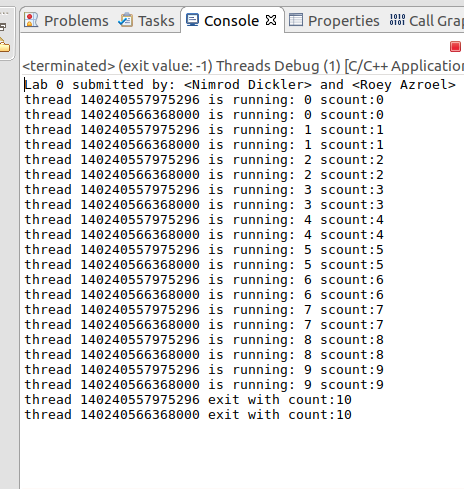 Problems Tasks Console Properties Call Grap
<terminated> (exit value: -1) Threads Debug (1) [C/C++ Application
Lab 0 submitted by: <Nimrod Dickler> and <Roey Azroel>
thread 140240557975296 is running: 0 scount:0
thread 140240566368000 is running: 0 scount:0
thread 140240557975296 is running: 1 scount:1
thread 140240566368000 is running: 1 scount:1
thread 140240557975296 is running: 2 scount:2
thread 140240566368000 is running: 2 scount:2
thread 140240557975296 is running: 3 scount:3
thread 140240566368000 is running: 3 scount:3
thread 140240557975296 is running: 4 scount:4
thread 140240566368000 is running: 4 scount:4
thread 140240557975296 is running: 5 scount:5
thread 140240566368000 is running: 5 scount:5
thread 140240557975296 is running: 6 scount:6
thread 140240566368000 is running: 6 scount:6
thread 140240557975296 is running: 7 scount:7
thread 140240566368000 is running: 7 scount:7
thread 140240557975296 is running: 8 scount:8
thread 140240566368000 is running: 8 scount:8
thread 140240557975296 is running: 9 scount:9
thread 140240566368000 is running: 9 scount:9
thread 140240557975296 exit with count:10
thread 140240566368000 exit with count:10